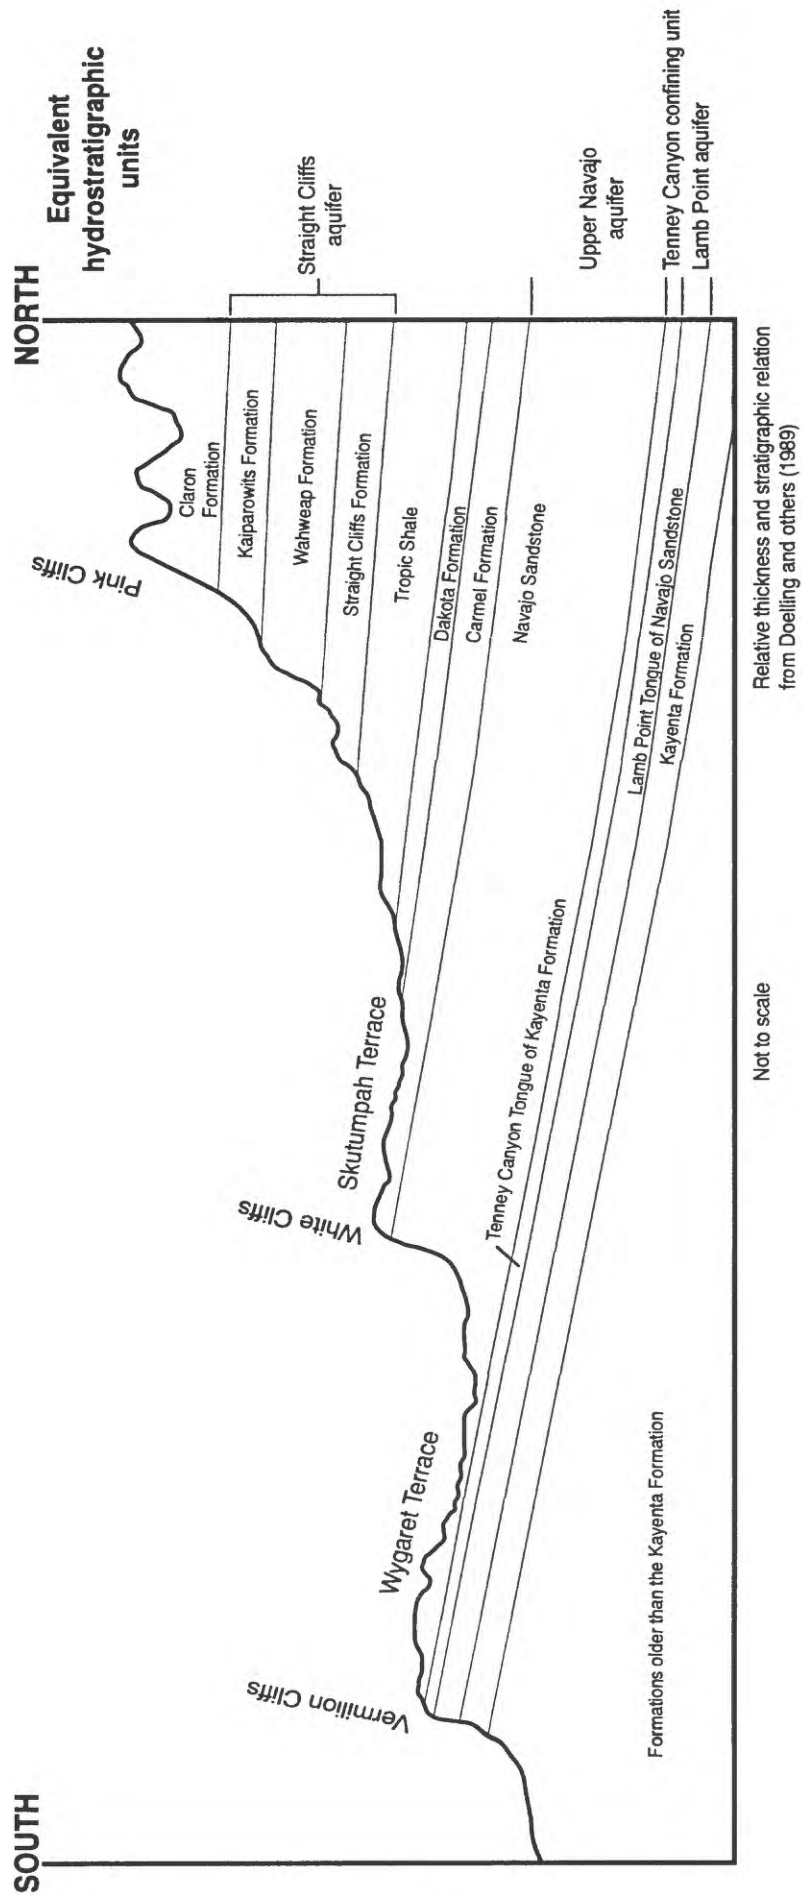 SOUTH
NORTH
Equivalent
hydrostratigraphic
units
Vermilion Cliffs
Wygaret Terrace
White Cliffs
Skutumpah Terrace
Pink Cliffs
Claron
Formation
Kaiparowits Formation
Wahweap Formation
Straight Cliffs Formation
Tropic Shale
Dakota Formation
Carmel Formation
Navajo Sandstone
Tenney Canyon Tongue of Kayenta Formation
Lamb Point Tongue of Navajo Sandstone
Kayenta Formation
Formations older than the Kayenta Formation
Straight Cliffs
aquifer
Upper Navajo
aquifer
Tenney Canyon confining unit
Lamb Point aquifer
Not to scale
Relative thickness and stratigraphic relation
from Doelling and others (1989)